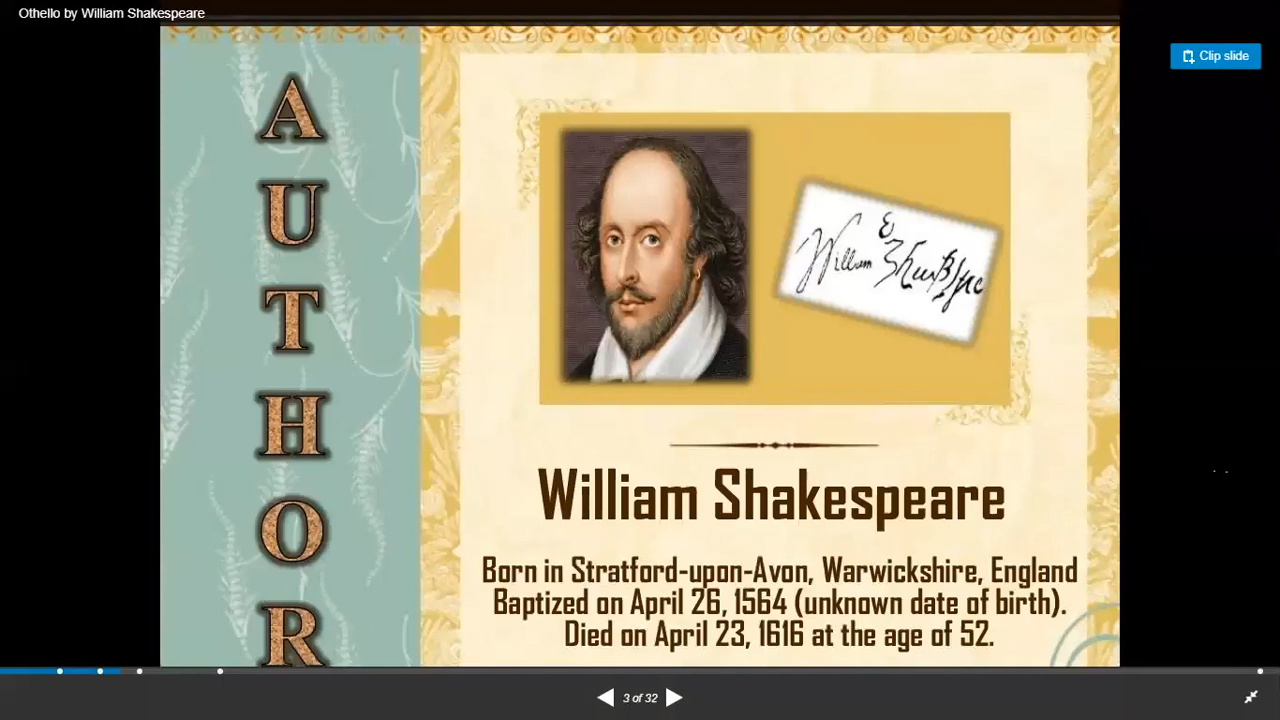 Othello by William Shakespeare
Clip slide
A
U
T
H
O
R
William
William Shakespeare
Born in Stratford-upon-Avon, Warwickshire, England
Baptized on April 26, 1564 (unknown date of birth).
Died on April 23, 1616 at the age of 52.
3 of 32